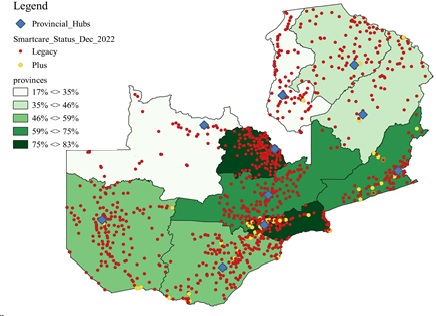 Legend
Provincial_Hubs
Smartcare_Status_Dec_2022
Legacy
Plus
provinces
17% <> 35%
35% <> 46%
46% <> 59%
59% <> 75%
75% <> 83%